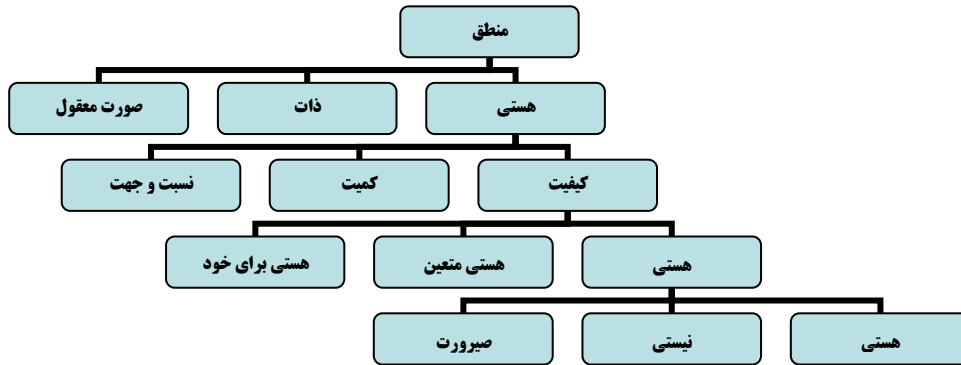 منطق
هستی
ذات
صورت معقول
کیفیت
کمیت
نسبت و جهت
هستی
هستی متعین
هستی برای خود
هستی
نیستی
صیرورت